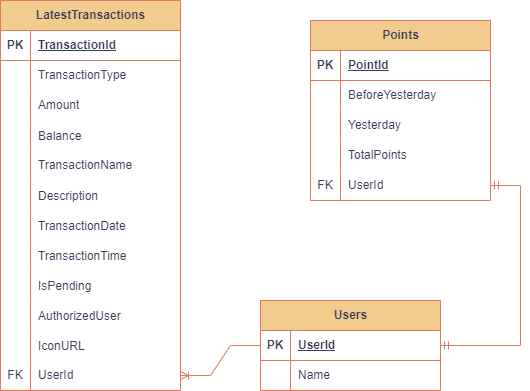 LatestTransactions
PK TransactionId
TransactionType
Amount
Balance
TransactionName
Description
TransactionDate
TransactionTime
IsPending
AuthorizedUser
IconURL
FK UserId
Points
PK PointId
BeforeYesterday
Yesterday
TotalPoints
FK UserId
Users
PK UserId
Name